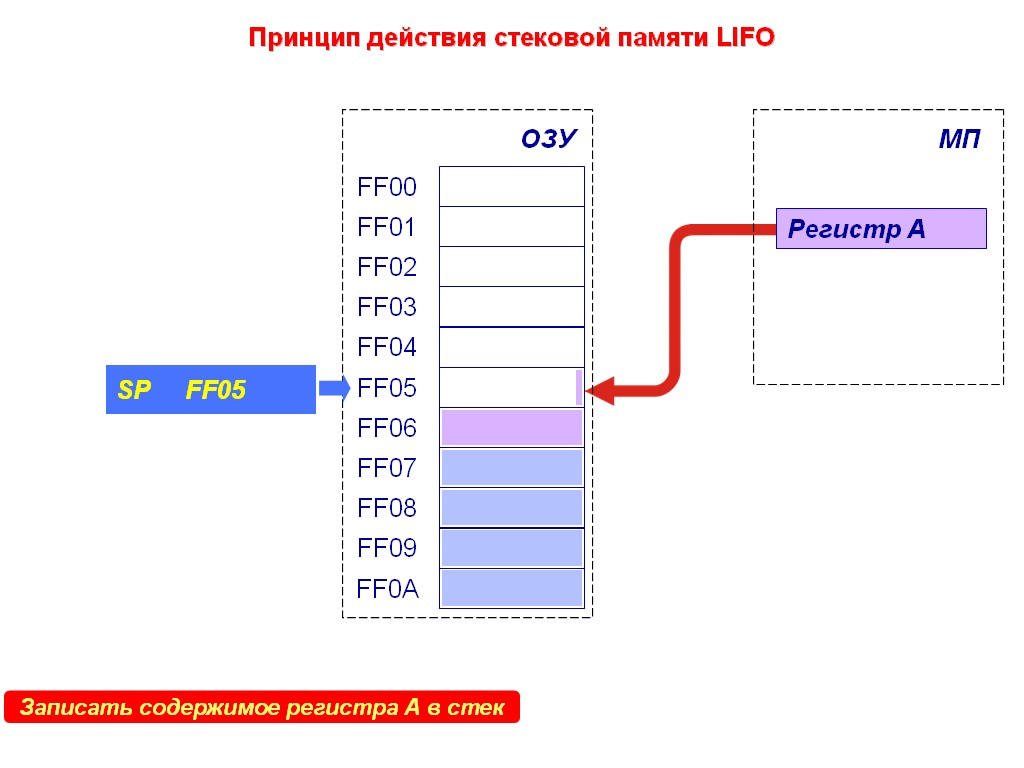 Принцип действия стековой памяти LIFO
ОЗУ
МП
FF00
FF01
Регистр А
FF02
FF03
FF04
SP FF05
FF05
FF06
FF07
FF08
FF09
FF0A
Записать содержимое регистра А в стек